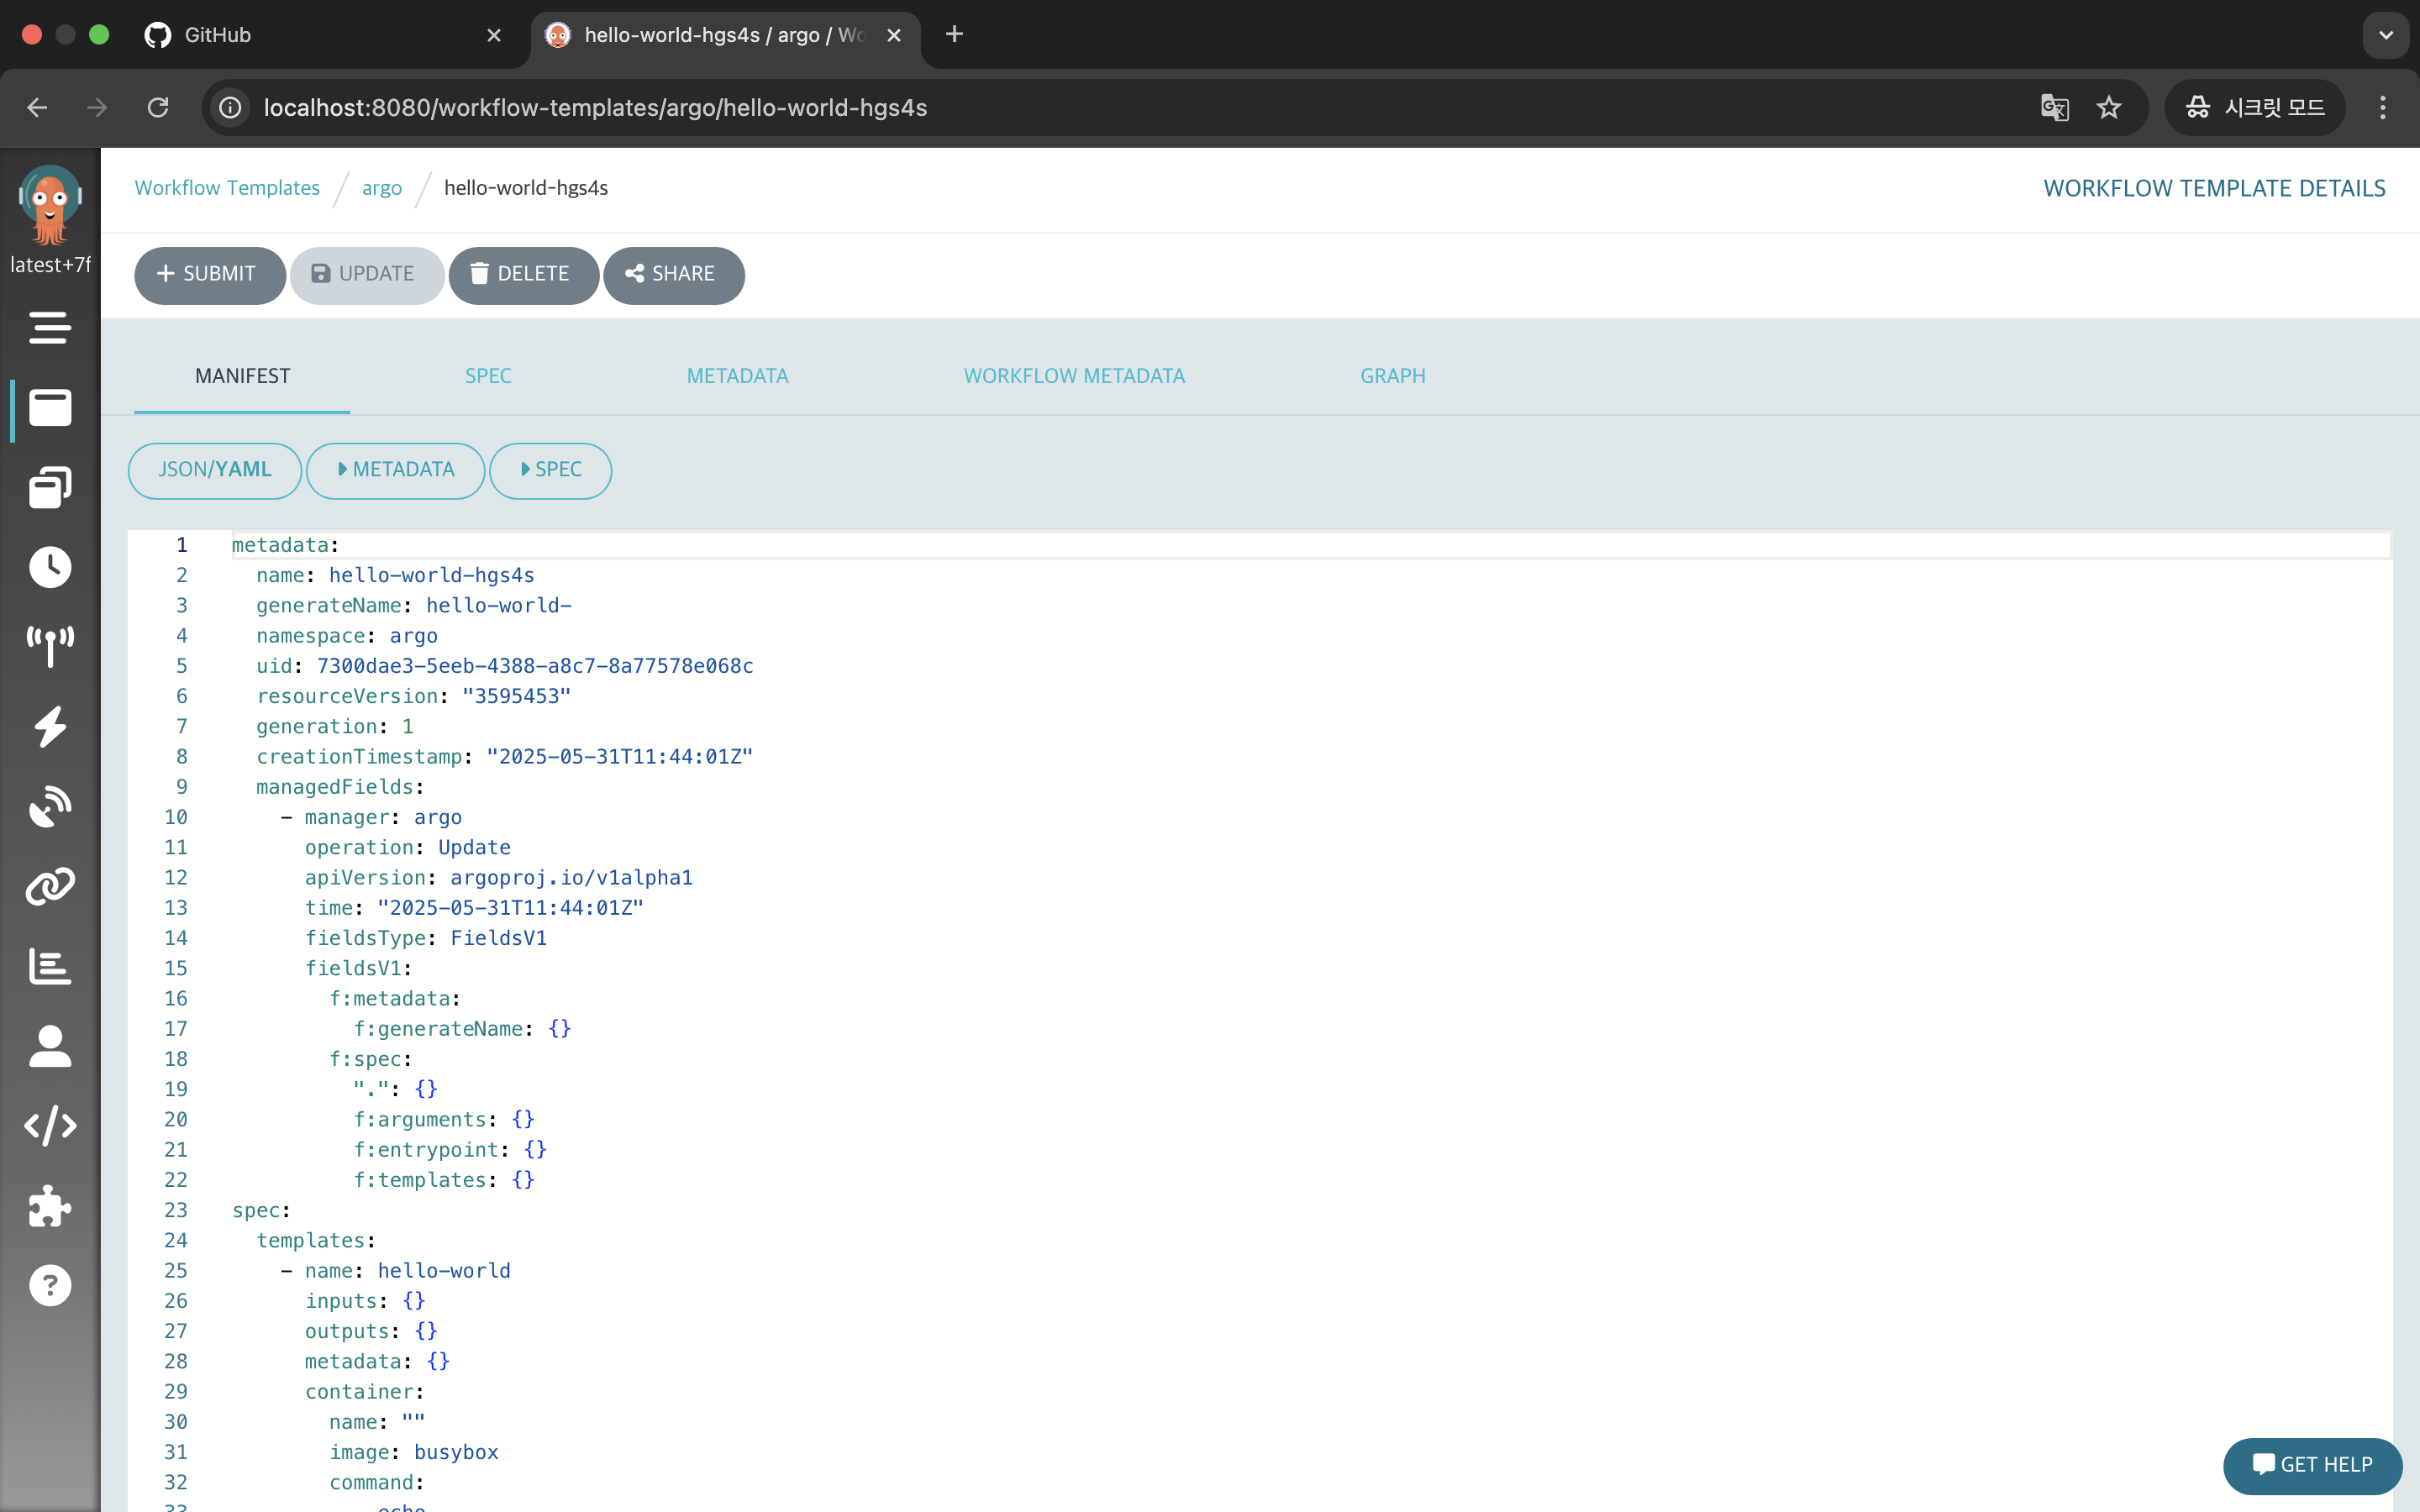 GitHub
hello-world-hgs4s / argo / Wo
localhost:8080/workflow-templates/argo/hello-world-hgs4s
시크릿 모드
latest+7f
Workflow Templates / argo / hello-world-hgs4s
WORKFLOW TEMPLATE DETAILS
SUBMIT
UPDATE
DELETE
SHARE
MANIFEST
SPEC
METADATA
WORKFLOW METADATA
GRAPH
JSON/YAML
METADATA
SPEC
1 metadata:
2 name: hello-world-hgs4s
3 generateName: hello-world-
4 namespace: argo
5 uid: 7300dae3-5eeb-4388-a8c7-8a77578e068c
6 resourceVersion: "3595453"
7 generation: 1
8 creationTimestamp: "2025-05-31T11:44:01Z"
9 managedFields:
10 - manager: argo
11 operation: Update
12 apiVersion: argoproj.io/v1alpha1
13 time: "2025-05-31T11:44:01Z"
14 fieldsType: FieldsV1
15 fieldsV1:
16 f:metadata:
17 f:generateName: {}
18 f:spec:
19 ".": {}
20 f:arguments: {}
21 f:entrypoint: {}
22 f:templates: {}
23 spec:
24 templates:
25 - name: hello-world
26 inputs: {}
27 outputs: {}
28 metadata: {}
29 container:
30 name: ""
31 image: busybox
32 command:
33 echo
GET HELP